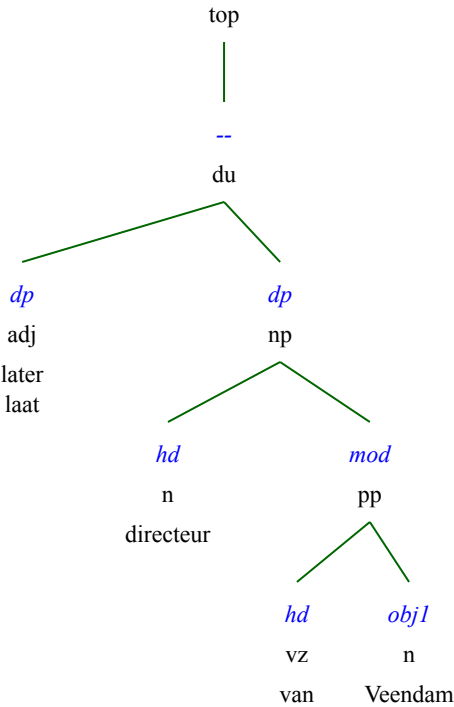 top
--
du
dp dp
adj np
later
laat
hd mod
n pp
directeur
hd obj1
vz n
van Veendam